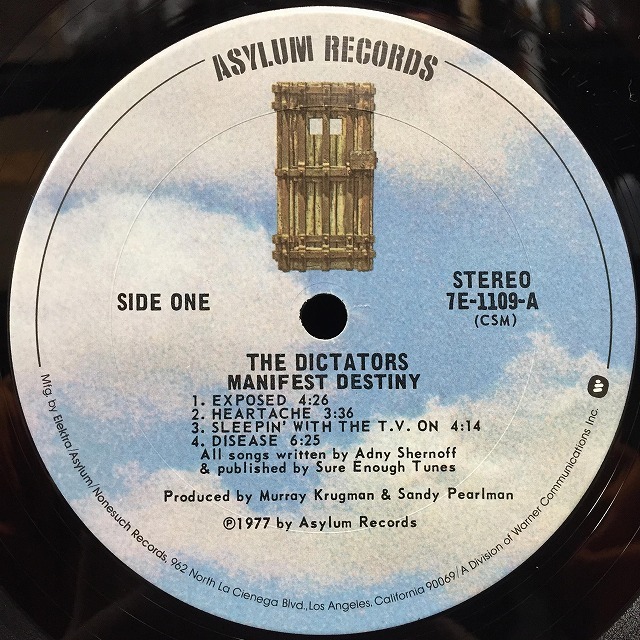 ASYLUM RECORDS
SIDE ONE
STEREO
7E-1109-A
(CSM)
THE DICTATORS
MANIFEST DESTINY
1. EXPOSED 4:26
2. HEARTACHE 3:36
3. SLEEPIN' WITH THE T.V. ON 4:14
4. DISEASE 6:25
All songs written by Adny Shernoff
& published by Sure Enough Tunes
Produced by Murray Krugman & Sandy Pearlman
℗1977 by Asylum Records
Mfg. by Elektra/Asylum/Nonesuch Records, 962 North La Cienega Blvd., Los Angeles, California 90069/A Division of Warner Communications Inc.